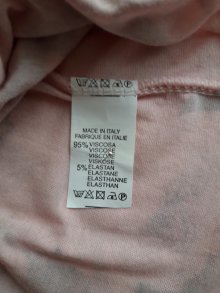 MADE IN ITALY
FABRIQUE EN ITALIE
95% VISCOSA
VISCOSE
VISKOSE
VISCOSE
5% ELASTAN
ELASTANE
ELASTHANNE
ELASTHAN